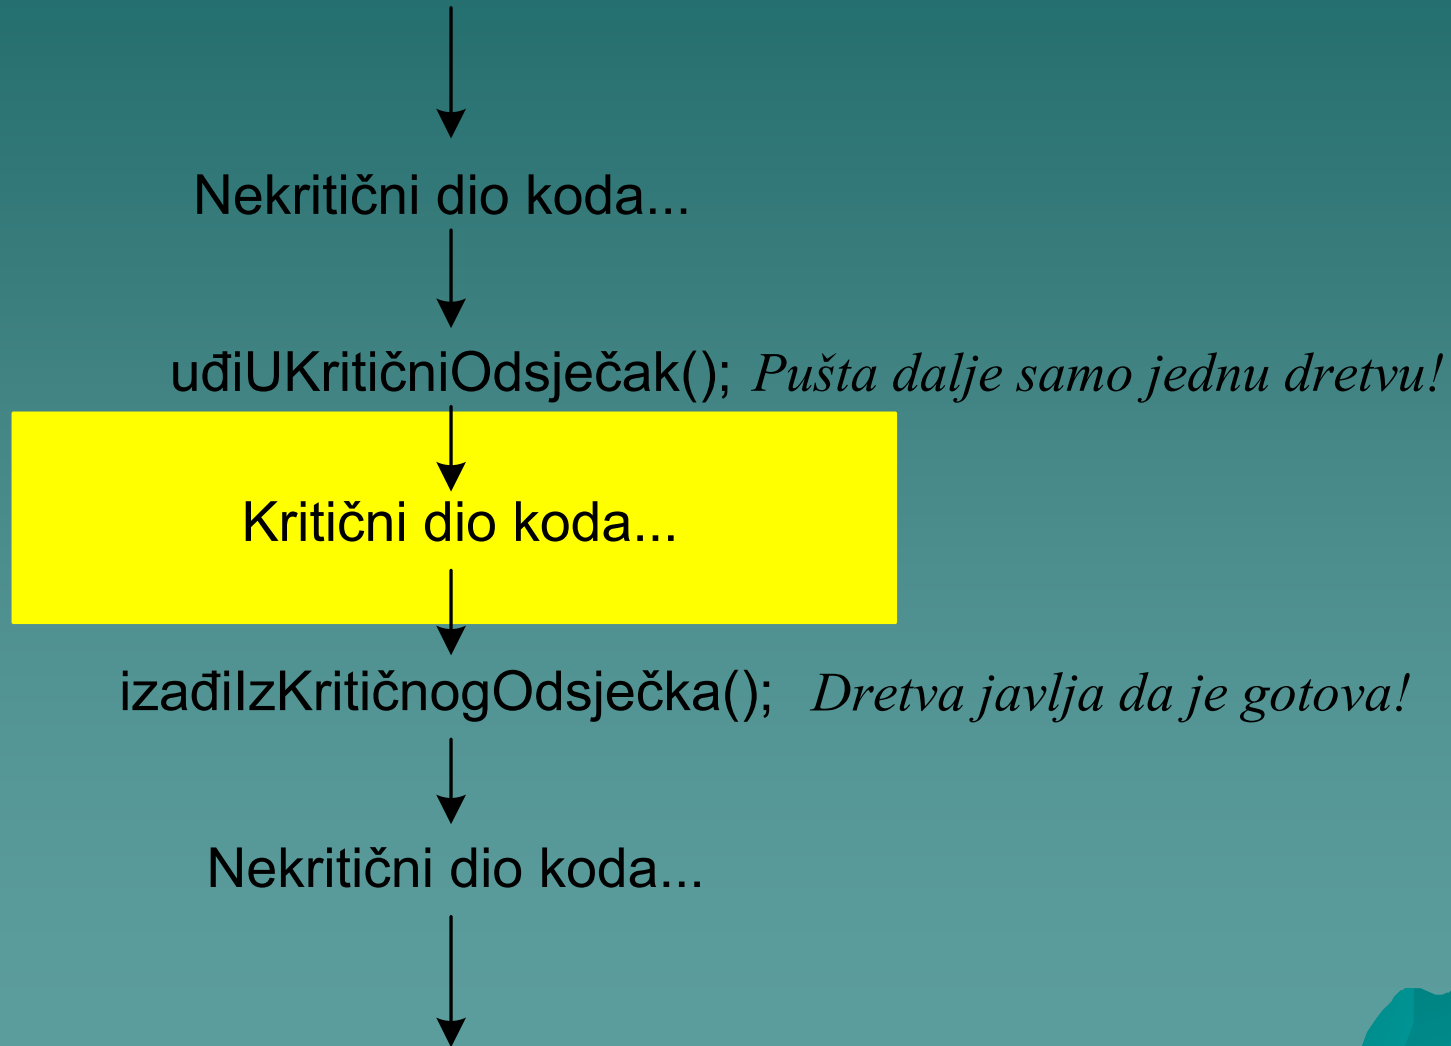 Nekritični dio koda...
uđiUKritičniOdsječak(); Pušta dalje samo jednu dretvu!
Kritični dio koda...
izađiIzKritičnogOdsječka(); Dretva javlja da je gotova!
Nekritični dio koda...